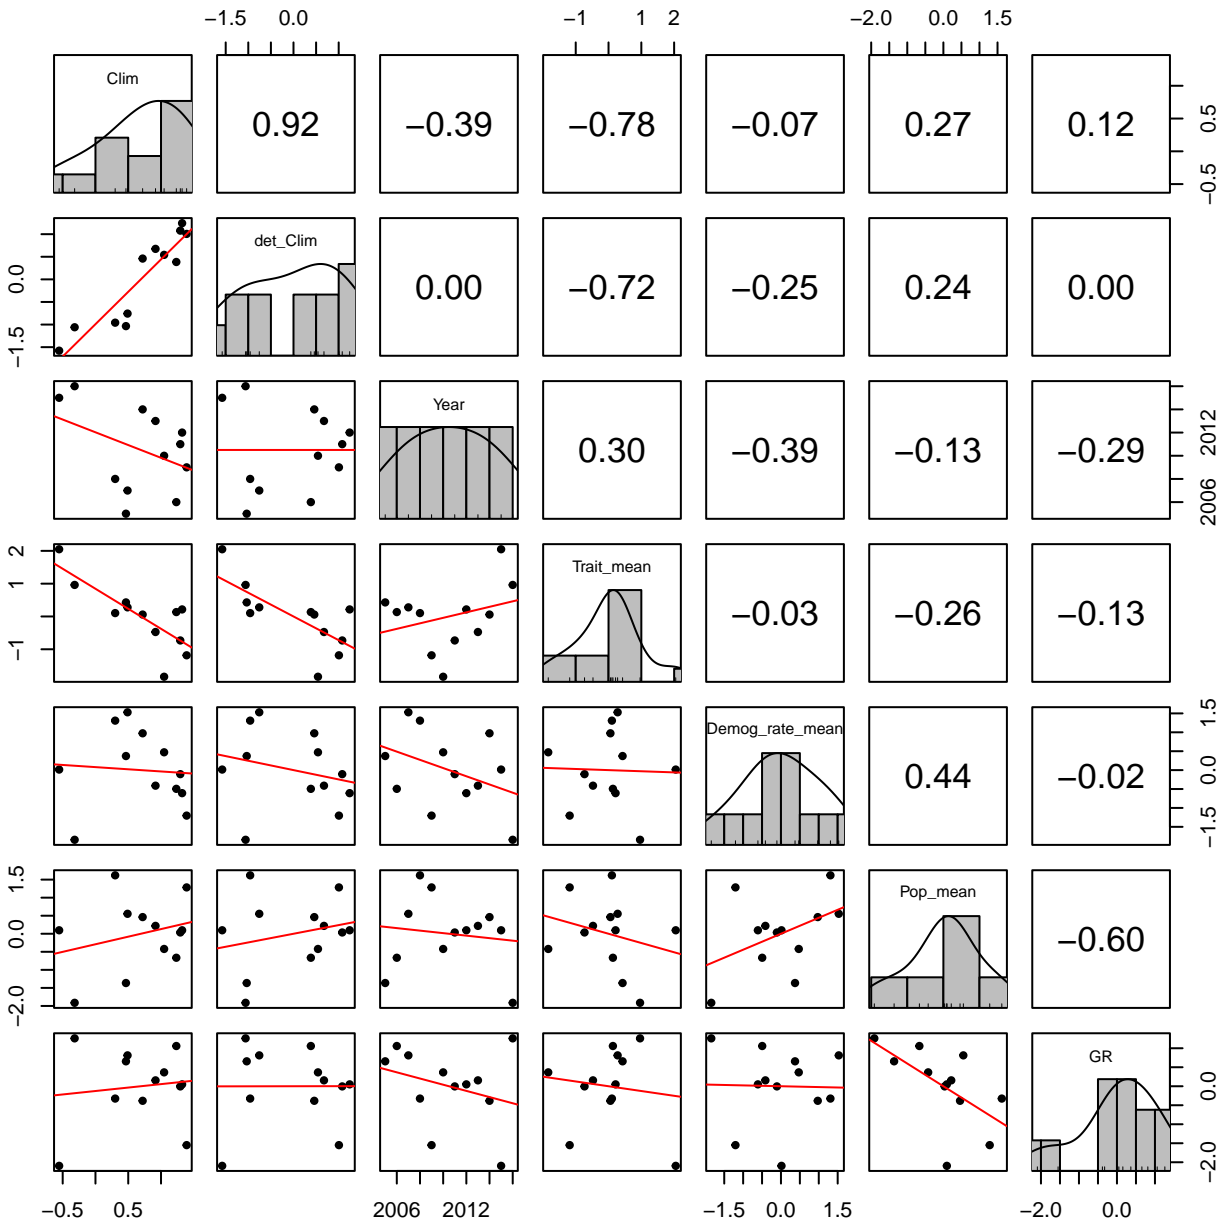 −1.5 0.0 −1 1 2 −2.0 0.0 1.5
Clim 0.92 −0.39 −0.78 −0.07 0.27 0.12 −0.5 0.5
0.0 −1.5 det_Clim 0.00 −0.72 −0.25 0.24 0.00
Year 0.30 −0.39 −0.13 −0.29 2006 2012
2 1 −1 Trait_mean −0.03 −0.26 −0.13
Demog_rate_mean 0.44 −0.02 −1.5 0.0 1.5
1.5 0.0 −2.0 Pop_mean −0.60
GR −2.0 0.0
−0.5 0.5 2006 2012 −1.5 0.0 1.5 −2.0 0.0